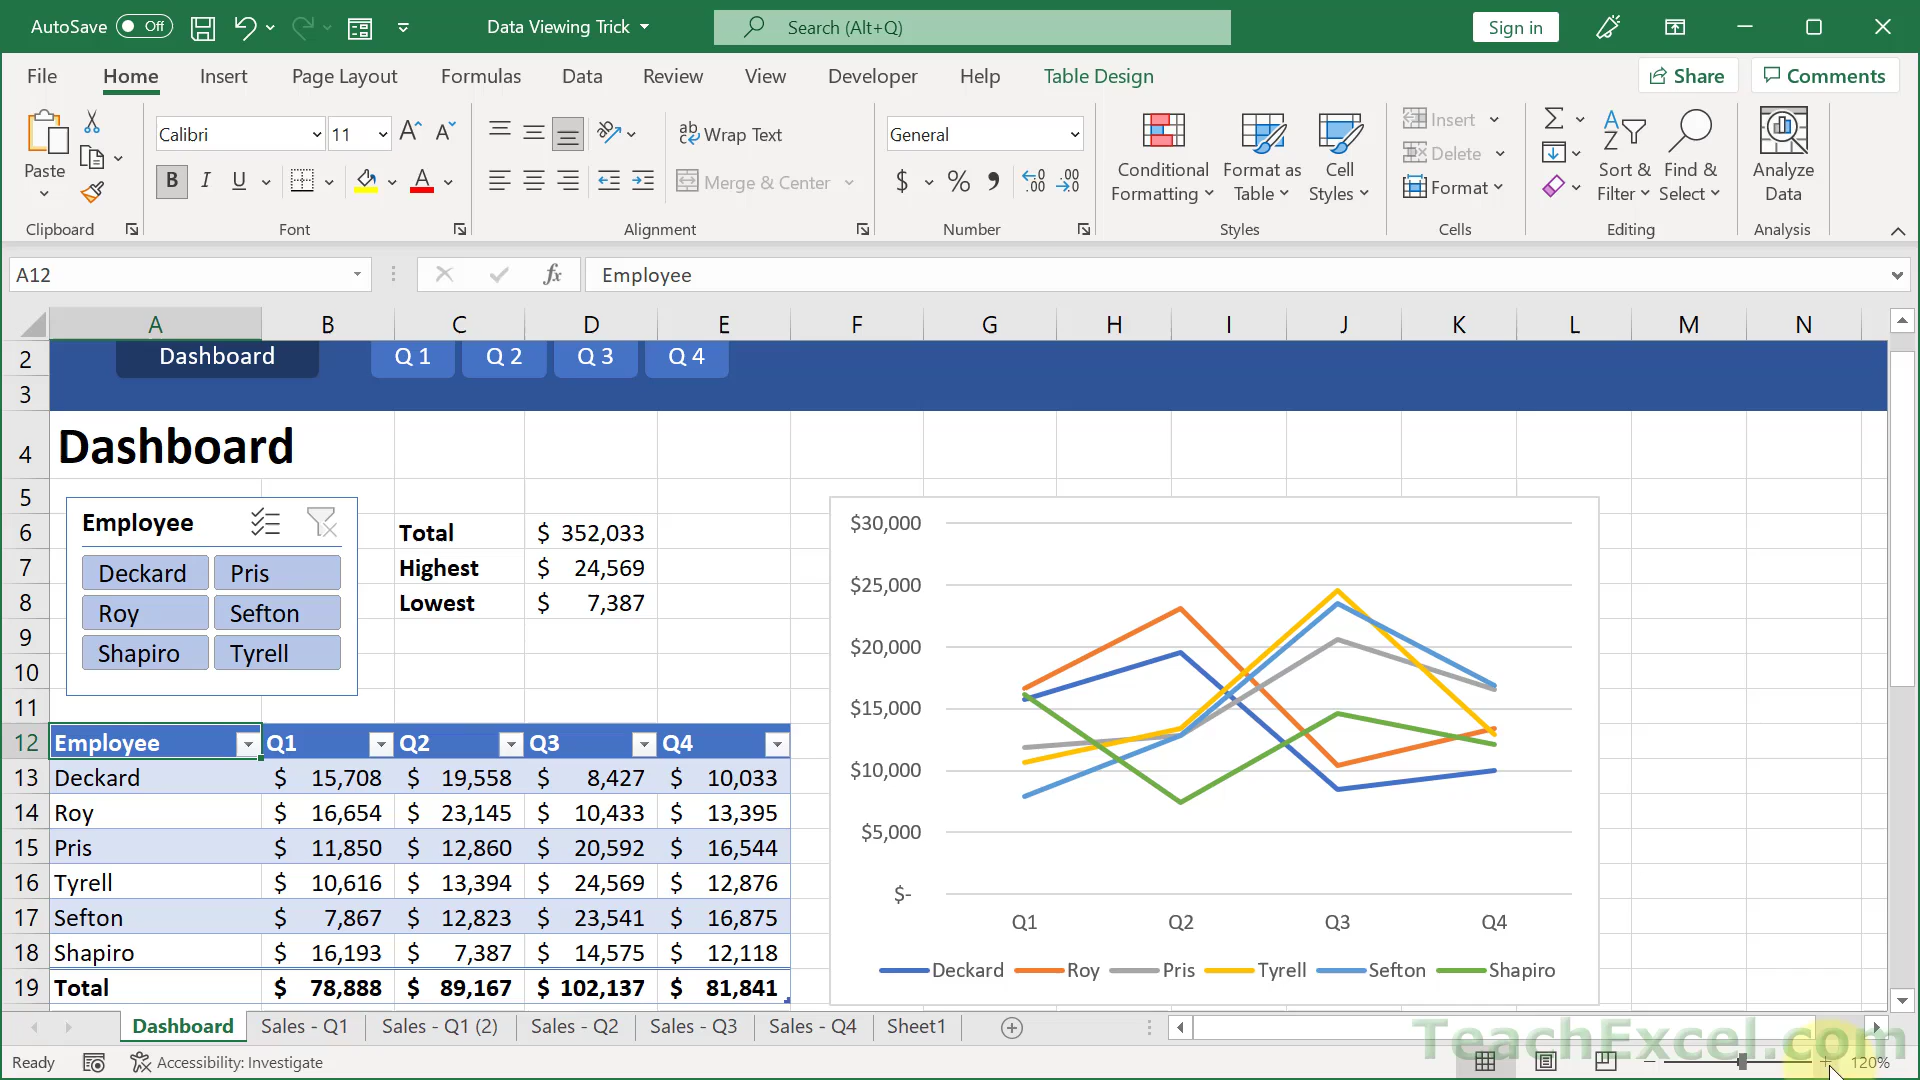 AutoSave Off Data Viewing Trick Search (Alt+Q) Sign in
File Home Insert Page Layout Formulas Data Review View Developer Help Table Design Share Comments
Paste
Calibri 11
B I U
Wrap Text
Merge & Center
General
$ % 9
Conditional Formatting
Format as Table
Cell Styles
Insert
Delete
Format
Sort & Filter
Find & Select
Analyze Data
Clipboard Font Alignment Number Styles Cells Editing Analysis
A12 fx Employee
A B C D E F G H I J K L M N
2 Dashboard Q 1 Q 2 Q 3 Q 4
3
4 Dashboard
5
6 Total $ 352,033
7 Highest $ 24,569
8 Lowest $ 7,387
9
10
11
Employee
Deckard Pris
Roy Sefton
Shapiro Tyrell
12 Employee Q1 Q2 Q3 Q4
13 Deckard $ 15,708 $ 19,558 $ 8,427 $ 10,033
14 Roy $ 16,654 $ 23,145 $ 10,433 $ 13,395
15 Pris $ 11,850 $ 12,860 $ 20,592 $ 16,544
16 Tyrell $ 10,616 $ 13,394 $ 24,569 $ 12,876
17 Sefton $ 7,867 $ 12,823 $ 23,541 $ 16,875
18 Shapiro $ 16,193 $ 7,387 $ 14,575 $ 12,118
19 Total $ 78,888 $ 89,167 $ 102,137 $ 81,841
$30,000
$25,000
$20,000
$15,000
$10,000
$5,000
$-
Q1 Q2 Q3 Q4
Deckard Roy Pris Tyrell Sefton Shapiro
Dashboard Sales - Q1 Sales - Q1 (2) Sales - Q2 Sales - Q3 Sales - Q4 Sheet1
TeachExcel.com
Ready Accessibility: Investigate 120%